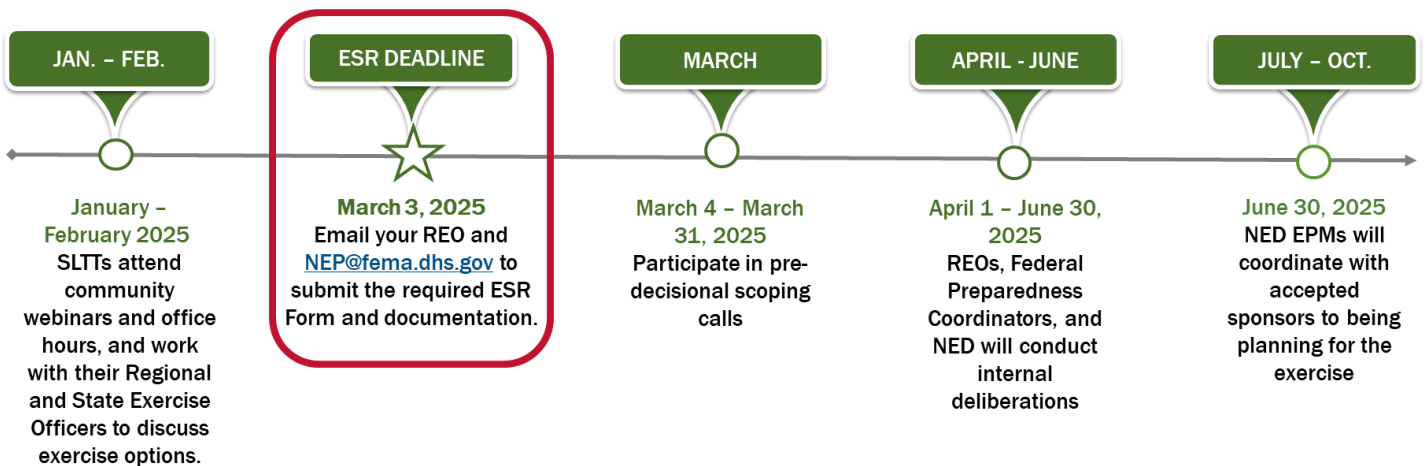 JAN. – FEB.
January –
February 2025
SLTTs attend
community
webinars and office
hours, and work
with their Regional
and State Exercise
Officers to discuss
exercise options.
ESR DEADLINE
March 3, 2025
Email your REO and
NEP@fema.dhs.gov to
submit the required ESR
Form and documentation.
MARCH
March 4 – March
31, 2025
Participate in pre-
decisional scoping
calls
APRIL - JUNE
April 1 – June 30,
2025
REOs, Federal
Preparedness
Coordinators, and
NED will conduct
internal
deliberations
JULY – OCT.
June 30, 2025
NED EPMs will
coordinate with
accepted
sponsors to being
planning for the
exercise